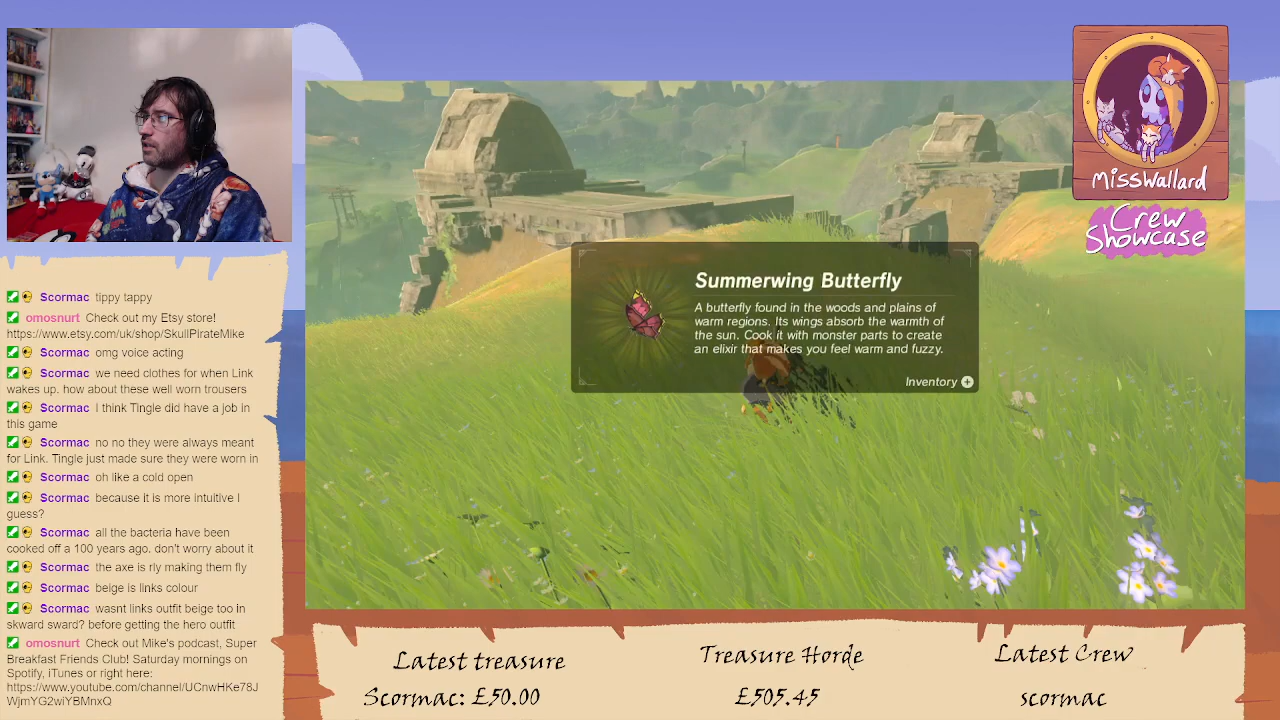 Scormac tippy tappy
omosnurt Check out my Etsy store!
https://www.etsy.com/uk/shop/SkullPirateMike
Scormac omg voice acting
Scormac we need clothes for when Link
wakes up. how about these well worn trousers
Scormac I think Tingle did have a job in
this game
Scormac no no they were always meant
for Link. Tingle just made sure they were worn in
Scormac oh like a cold open
Scormac because it is more intuitive I
guess?
Scormac all the bacteria have been
cooked off a 100 years ago. don't worry about it
Scormac the axe is rly making them fly
Scormac beige is links colour
Scormac wasnt links outfit beige too in
skward sward? before getting the hero outfit
omosnurt Check out Mike's podcast, Super
Breakfast Friends Club! Saturday mornings on
Spotify, iTunes or right here:
https://www.youtube.com/channel/UCnwHKe78J
WjmYG2wiYBMnxQ
Summerwing Butterfly
A butterfly found in the woods and plains of
warm regions. Its wings absorb the warmth of
the sun. Cook it with monster parts to create
an elixir that makes you feel warm and fuzzy.
Inventory
MissWallard
Crew
Showcase
Latest treasure
Scormac: £50.00
Treasure Horde
£505.45
Latest Crew
scormac